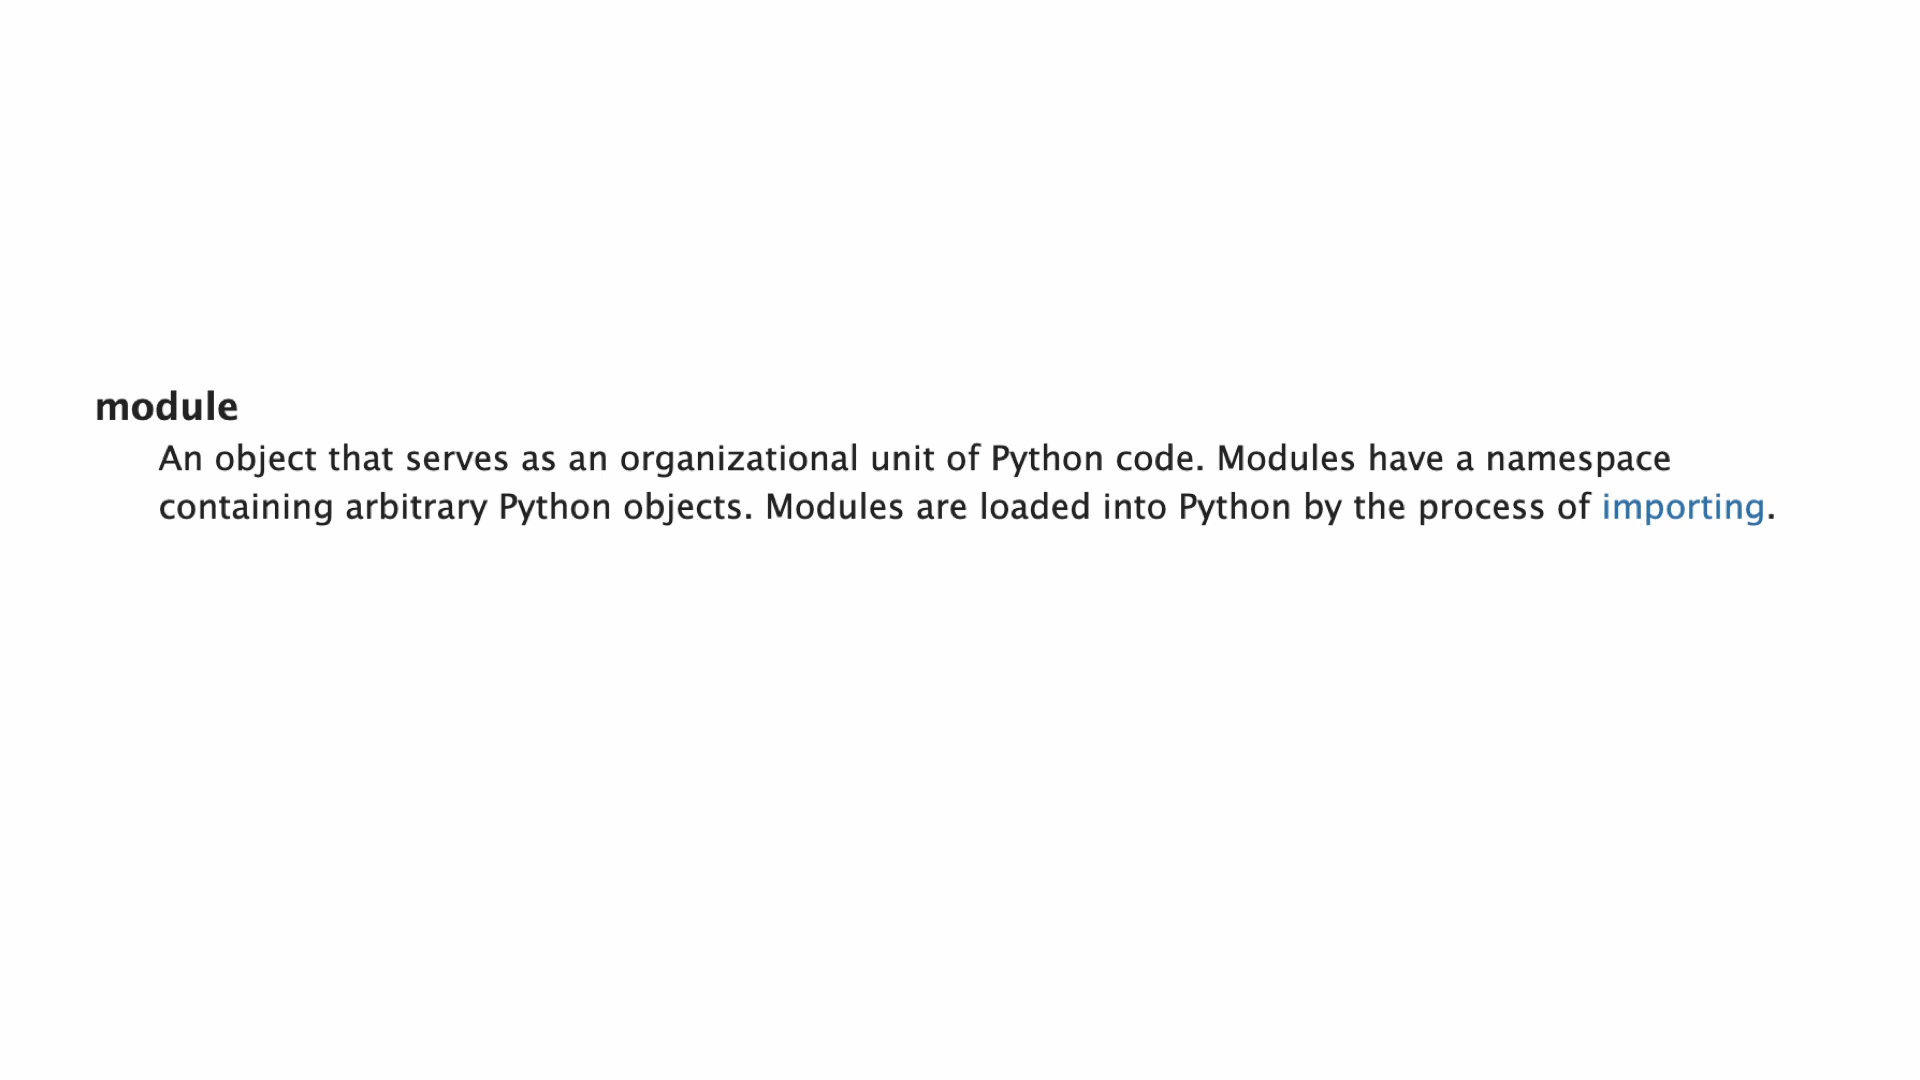 module
An object that serves as an organizational unit of Python code. Modules have a namespace
containing arbitrary Python objects. Modules are loaded into Python by the process of importing.